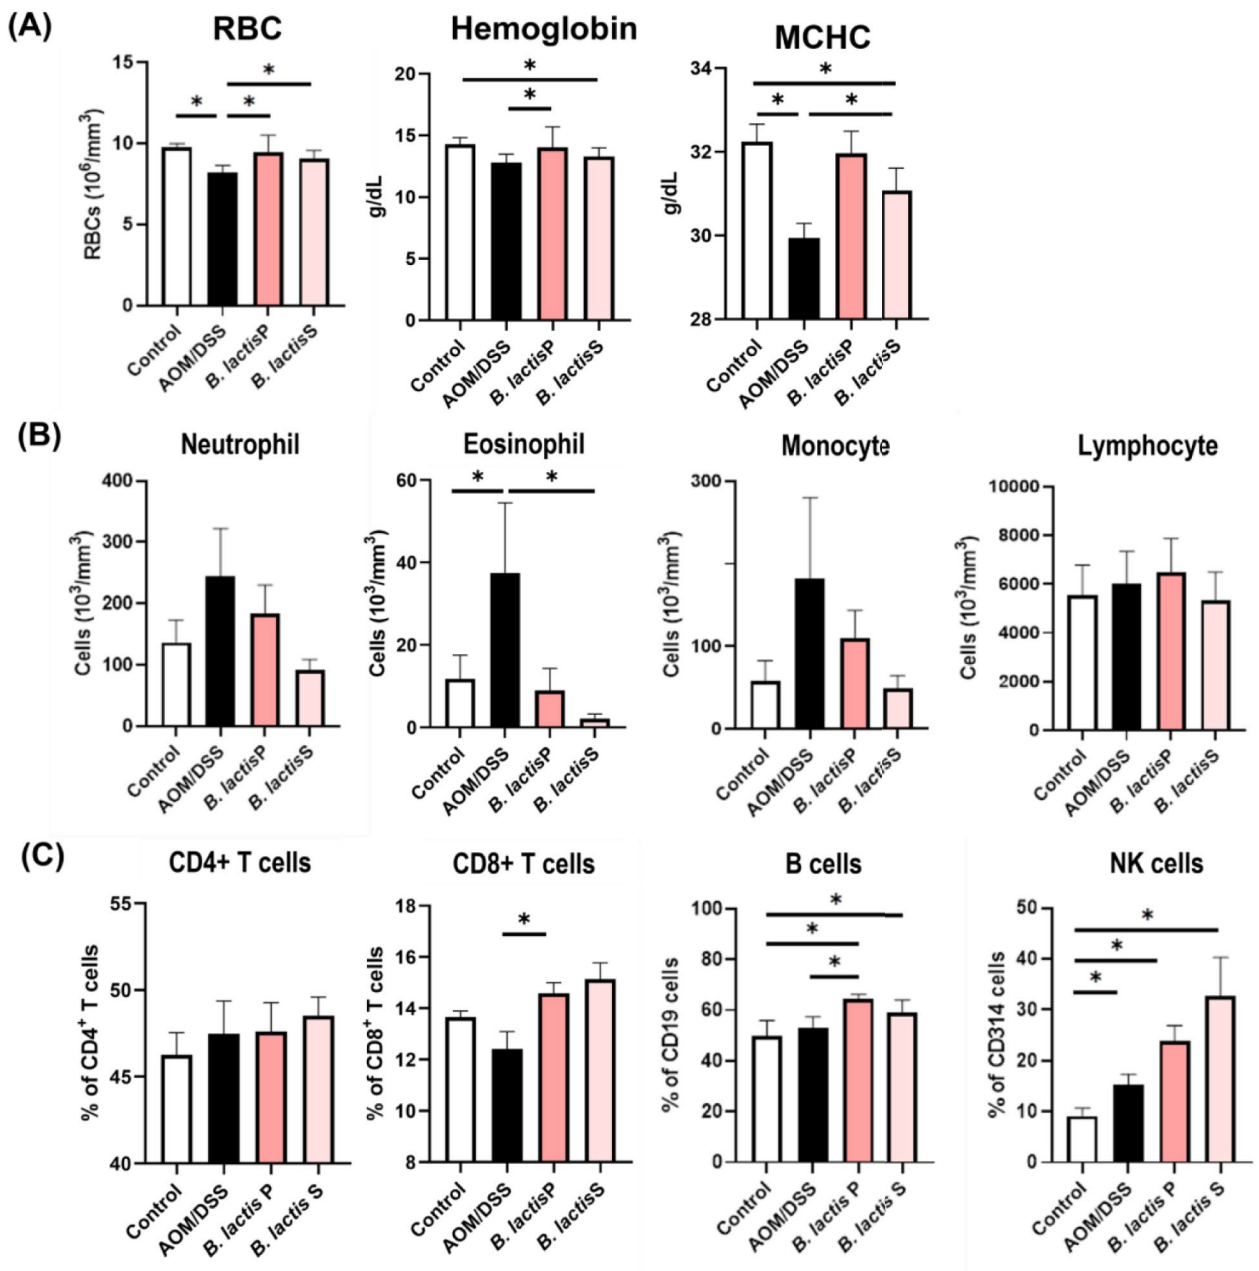 (A)
RBC
Hemoglobin
MCHC
RBCs (10⁶/mm³)
15
10
5
0
*
*
*
Control
AOM/DSS
B. lactisP
B. lactisS
g/dL
20
15
10
5
0
*
*
Control
AOM/DSS
B. lactisP
B. lactisS
g/dL
34
32
30
28
*
*
*
Control
AOM/DSS
B. lactisP
B. lactisS
(B)
Neutrophil
Eosinophil
Monocyte
Lymphocyte
Cells (10³/mm³)
400
300
200
100
0
Control
AOM/DSS
B. lactisP
B. lactisS
Cells (10³/mm³)
60
40
20
0
*
*
Control
AOM/DSS
B. lactisP
B. lactisS
Cells (10³/mm³)
300
100
0
Control
AOM/DSS
B. lactisP
B. lactisS
Cells (10³/mm³)
10000
8000
6000
4000
2000
0
Control
AOM/DSS
B. lactisP
B. lactisS
(C)
CD4+ T cells
CD8+ T cells
B cells
NK cells
% of CD4⁺ T cells
55
50
45
40
Control
AOM/DSS
B. lactis P
B. lactis S
% of CD8⁺ T cells
18
16
14
12
10
8
*
Control
AOM/DSS
B. lactisP
B. lactisS
% of CD19 cells
100
80
60
40
20
0
*
*
*
Control
AOM/DSS
B. lactis P
B. lactis S
% of CD314 cells
50
40
30
20
10
0
*
*
*
Control
AOM/DSS
B. lactis P
B. lactis S